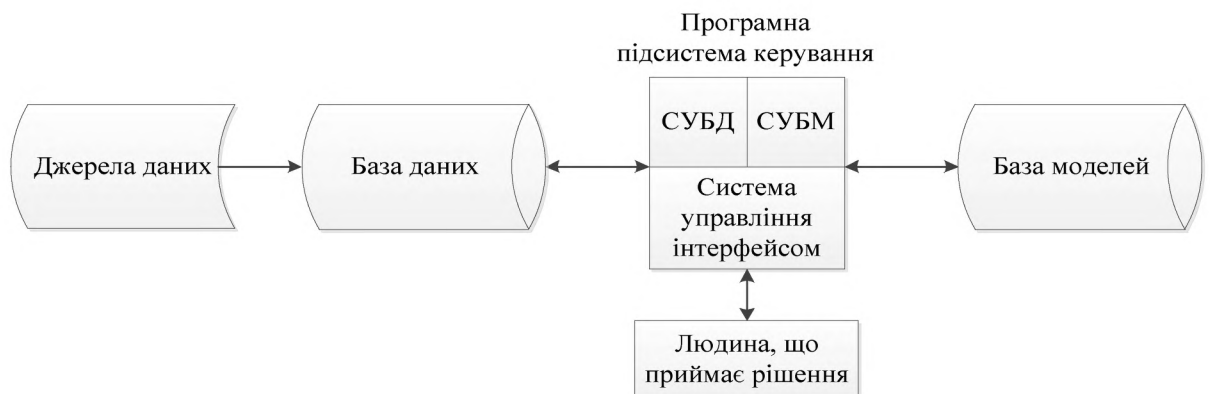 Програмна
підсистема керування
Джерела даних
База даних
СУБД
СУБМ
Система
управління
інтерфейсом
База моделей
Людина, що
приймає рішення